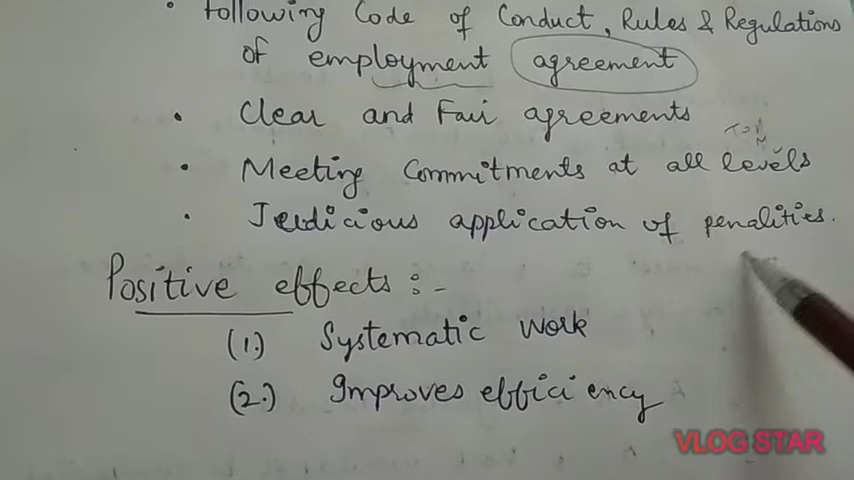 • Following Code of Conduct, Rules & Regulations
of employment agreement
• Clear and Fair agreements
• Meeting Commitments at all levels
• Judicious application of penalities.
Positive effects :-
(1.) Systematic work
(2.) Improves efficiency
VLOG STAR